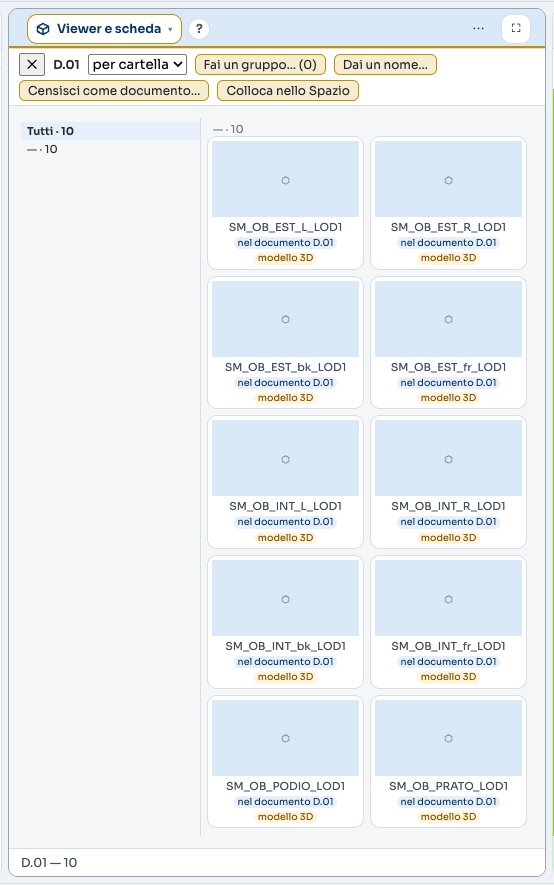 Viewer e scheda ▾ ? ...
✕ D.01 per cartella Fai un gruppo... (0) Dai un nome...
Censisci come documento... Colloca nello Spazio
Tutti · 10
— · 10
— · 10
SM_OB_EST_L_LOD1
nel documento D.01
modello 3D
SM_OB_EST_R_LOD1
nel documento D.01
modello 3D
SM_OB_EST_bk_LOD1
nel documento D.01
modello 3D
SM_OB_EST_fr_LOD1
nel documento D.01
modello 3D
SM_OB_INT_L_LOD1
nel documento D.01
modello 3D
SM_OB_INT_R_LOD1
nel documento D.01
modello 3D
SM_OB_INT_bk_LOD1
nel documento D.01
modello 3D
SM_OB_INT_fr_LOD1
nel documento D.01
modello 3D
SM_OB_PODIO_LOD1
nel documento D.01
modello 3D
SM_OB_PRATO_LOD1
nel documento D.01
modello 3D
D.01 — 10